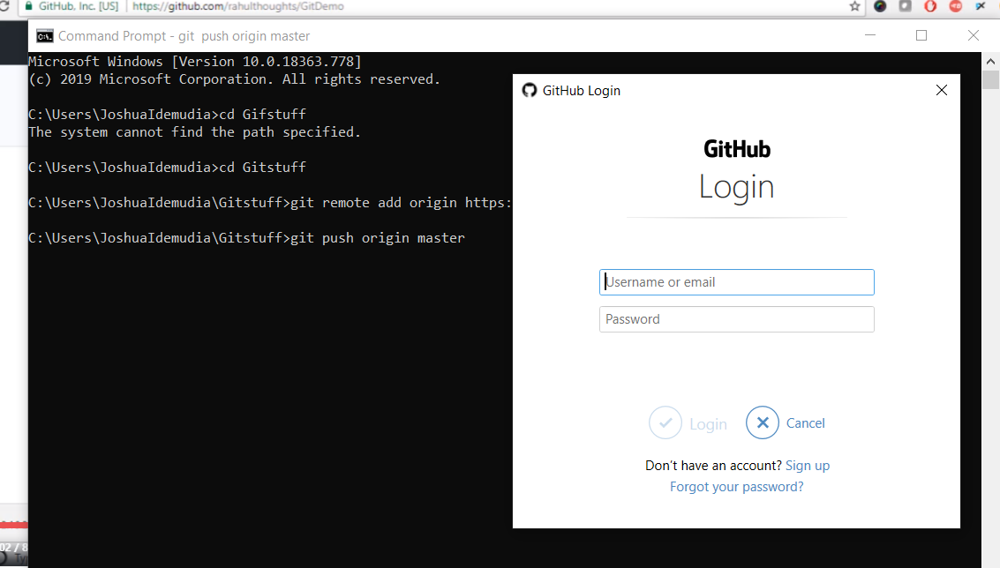 GitHub, Inc. [US] | https://github.com/rahulthoughts/GitDemo
Command Prompt - git  push origin master
Microsoft Windows [Version 10.0.18363.778]
(c) 2019 Microsoft Corporation. All rights reserved.
C:\Users\JoshuaIdemudia>cd Gifstuff
The system cannot find the path specified.
C:\Users\JoshuaIdemudia>cd Gitstuff
C:\Users\JoshuaIdemudia\Gitstuff>git remote add origin https:
C:\Users\JoshuaIdemudia\Gitstuff>git push origin master
GitHub Login
GitHub
Login
Username or email
Password
Login
Cancel
Don't have an account? Sign up
Forgot your password?
02 / 8